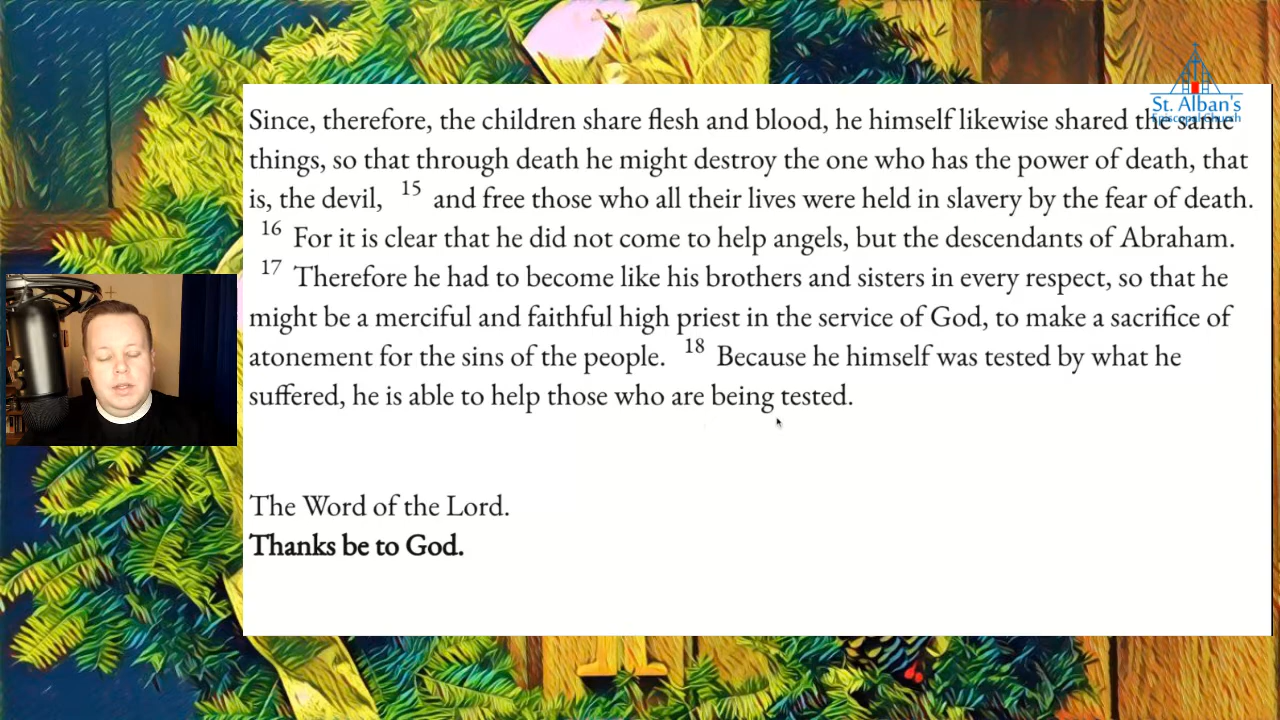 St. Alban's
Episcopal Church
Since, therefore, the children share flesh and blood, he himself likewise shared the same
things, so that through death he might destroy the one who has the power of death, that
is, the devil, 15 and free those who all their lives were held in slavery by the fear of death.
16 For it is clear that he did not come to help angels, but the descendants of Abraham.
17 Therefore he had to become like his brothers and sisters in every respect, so that he
might be a merciful and faithful high priest in the service of God, to make a sacrifice of
atonement for the sins of the people. 18 Because he himself was tested by what he
suffered, he is able to help those who are being tested.
The Word of the Lord.
Thanks be to God.